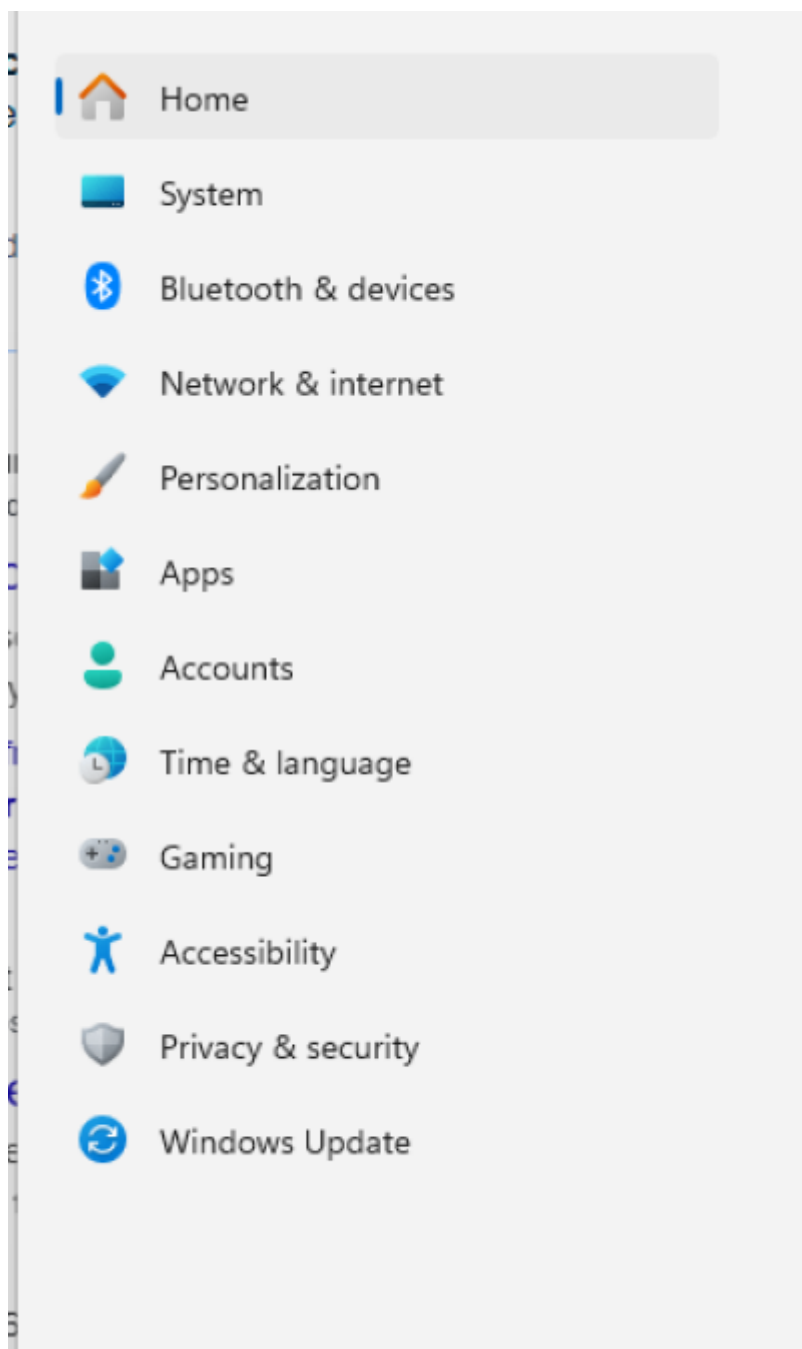 Home
System
Bluetooth & devices
Network & internet
Personalization
Apps
Accounts
Time & language
Gaming
Accessibility
Privacy & security
Windows Update